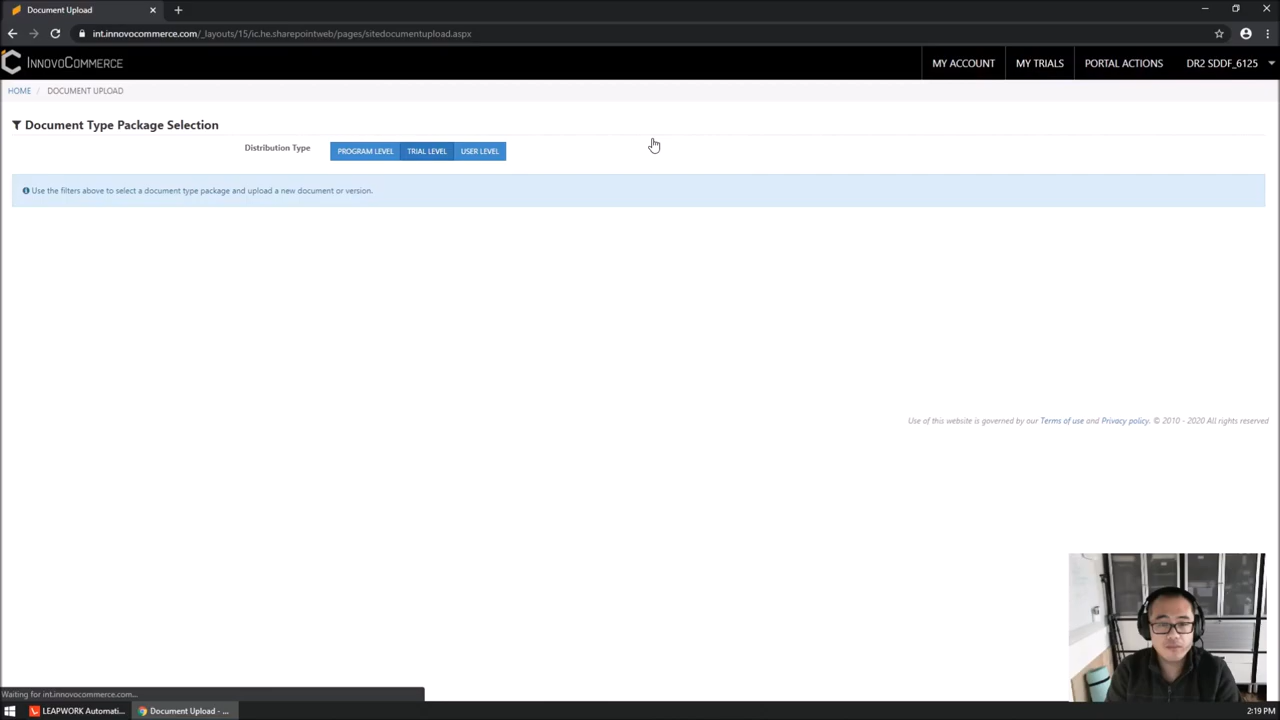 Document Upload
int.innovocommerce.com/_layouts/15/ic.he.sharepointweb/pages/sitedocumentupload.aspx
INNOVOCOMMERCE
MY ACCOUNT
MY TRIALS
PORTAL ACTIONS
DR2 SDDF_6125
HOME / DOCUMENT UPLOAD
Document Type Package Selection
Distribution Type
PROGRAM LEVEL
TRIAL LEVEL
USER LEVEL
Use the filters above to select a document type package and upload a new document or version.
Use of this website is governed by our Terms of use and Privacy policy. © 2010 - 2020 All rights reserved
Waiting for int.innovocommerce.com...
LEAPWORK Automati...
Document Upload - ...
2:19 PM